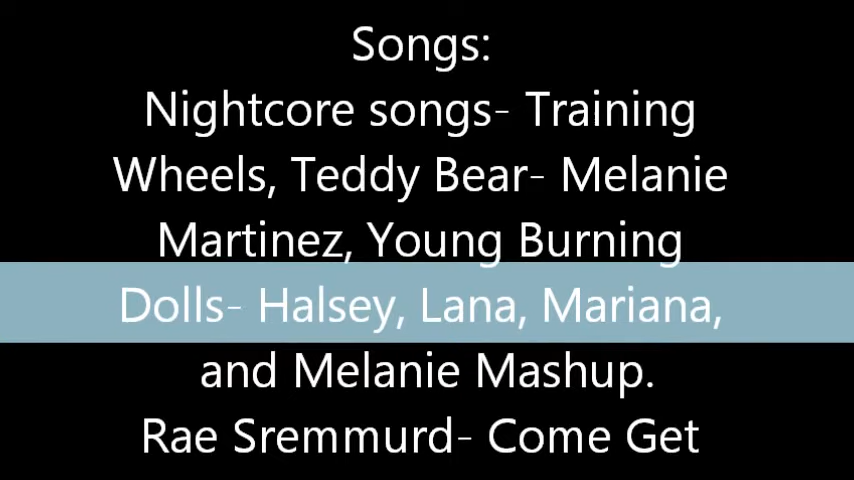 Songs:
Nightcore songs- Training
Wheels, Teddy Bear- Melanie
Martinez, Young Burning
Dolls- Halsey, Lana, Mariana,
and Melanie Mashup.
Rae Sremmurd- Come Get